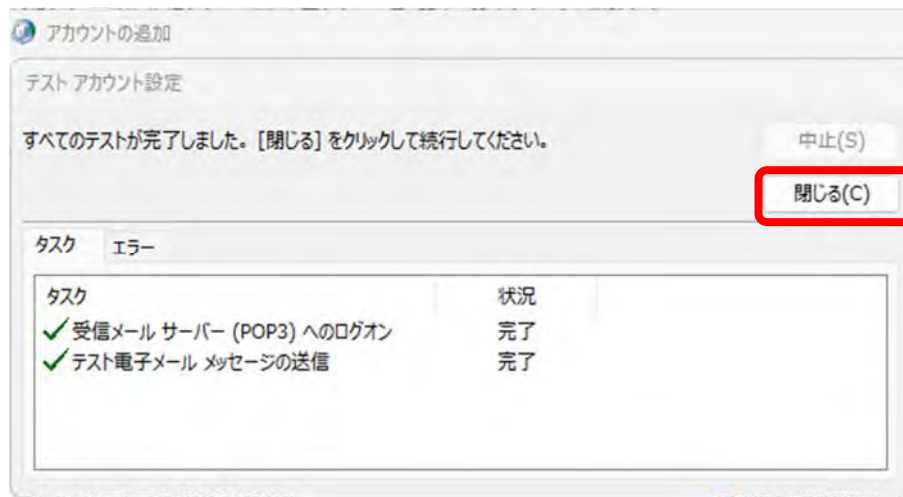 アカウントの追加
テスト アカウント設定
すべてのテストが完了しました。[閉じる] をクリックして続行してください。
中止(S)
閉じる(C)
タスク エラー
タスク 状況
受信メール サーバー (POP3) へのログオン 完了
テスト電子メール メッセージの送信 完了